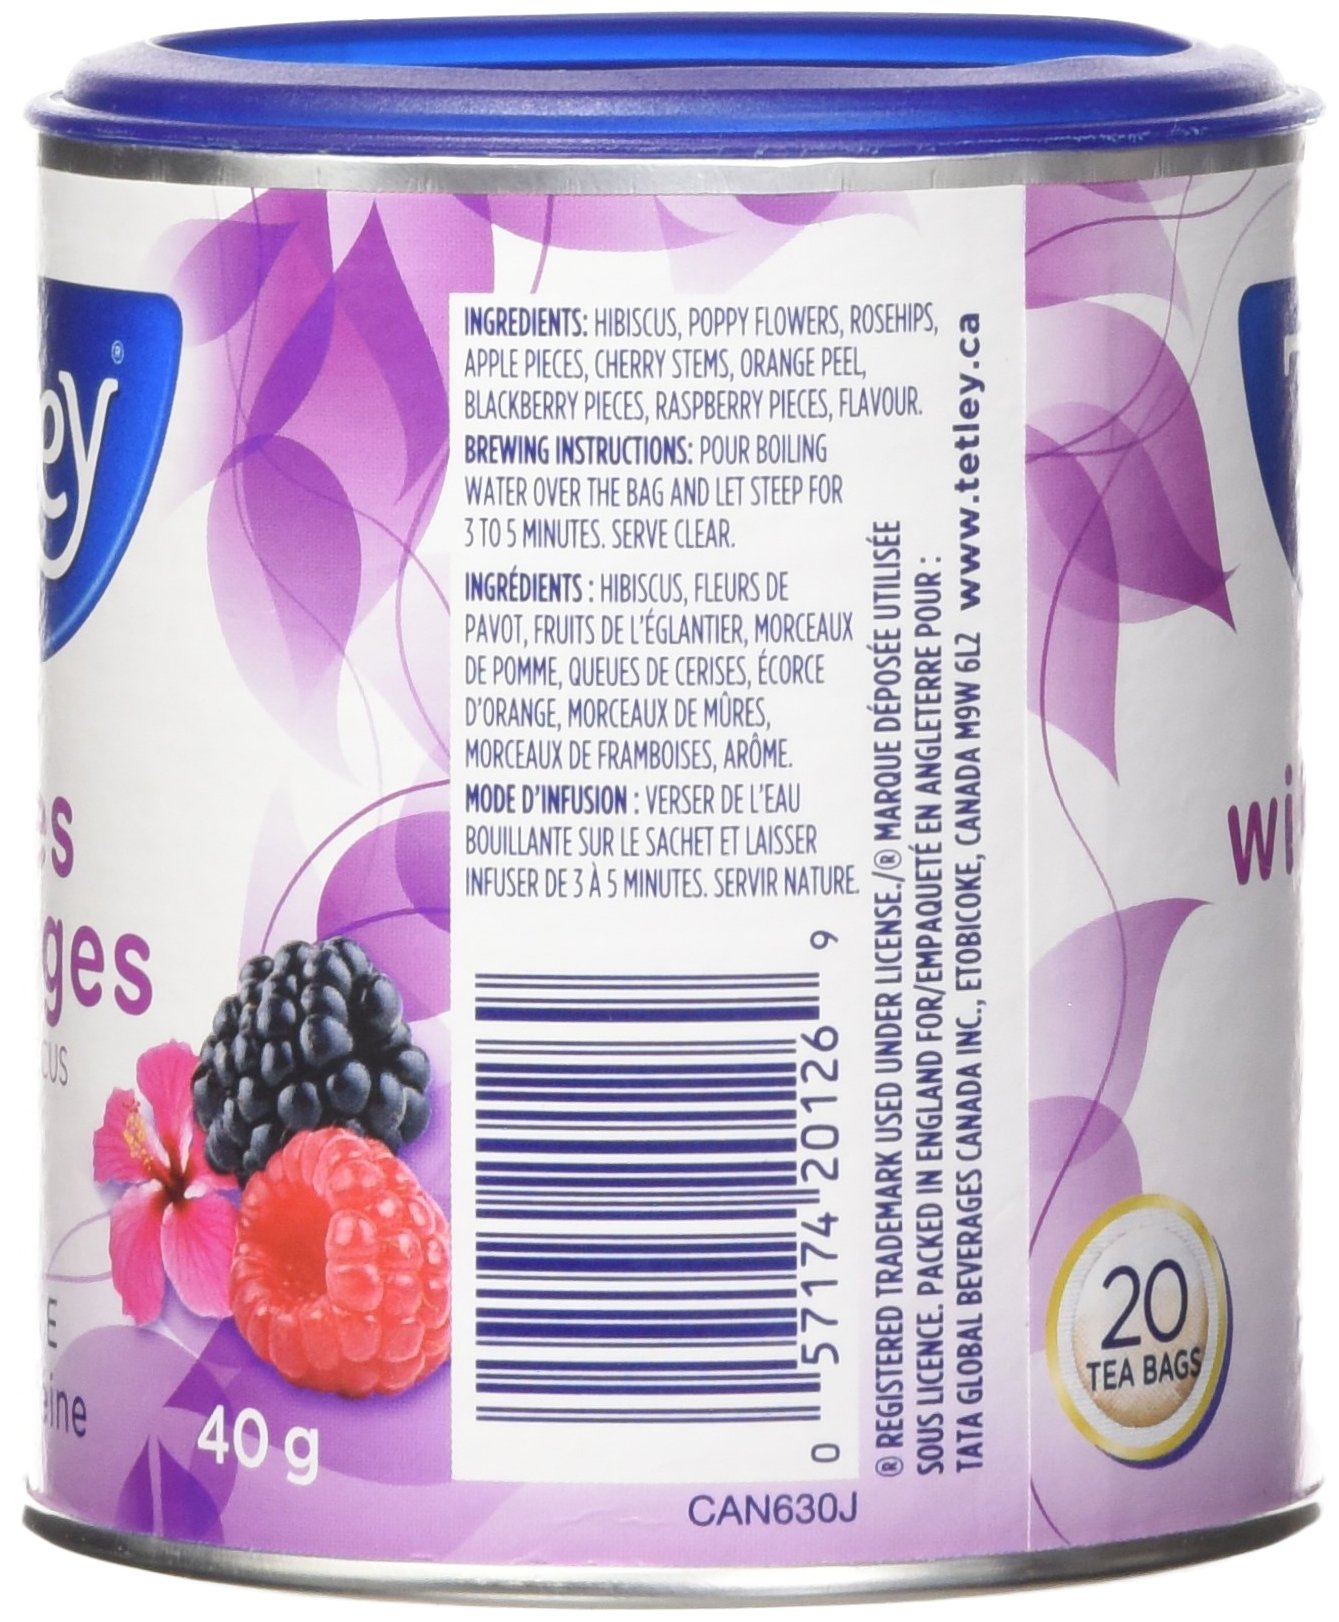 INGREDIENTS: HIBISCUS, POPPY FLOWERS, ROSEHIPS,
APPLE PIECES, CHERRY STEMS, ORANGE PEEL,
BLACKBERRY PIECES, RASPBERRY PIECES, FLAVOUR.
BREWING INSTRUCTIONS: POUR BOILING
WATER OVER THE BAG AND LET STEEP FOR
3 TO 5 MINUTES. SERVE CLEAR.
INGRÉDIENTS : HIBISCUS, FLEURS DE
PAVOT, FRUITS DE L'ÉGLANTIER, MORCEAUX
DE POMME, QUEUES DE CERISES, ÉCORCE
D'ORANGE, MORCEAUX DE MÛRES,
MORCEAUX DE FRAMBOISES, ARÔME.
MODE D'INFUSION : VERSER DE L'EAU
BOUILLANTE SUR LE SACHET ET LAISSER
INFUSER DE 3 À 5 MINUTES. SERVIR NATURE.
0 57174 20126 9
® REGISTERED TRADEMARK USED UNDER LICENSE./® MARQUE DÉPOSÉE UTILISÉE
SOUS LICENCE. PACKED IN ENGLAND FOR/EMPAQUETÉ EN ANGLETERRE POUR :
TATA GLOBAL BEVERAGES CANADA INC., ETOBICOKE, CANADA M9W 6L2 www.tetley.ca
40 g
CAN630J
20
TEA BAGS